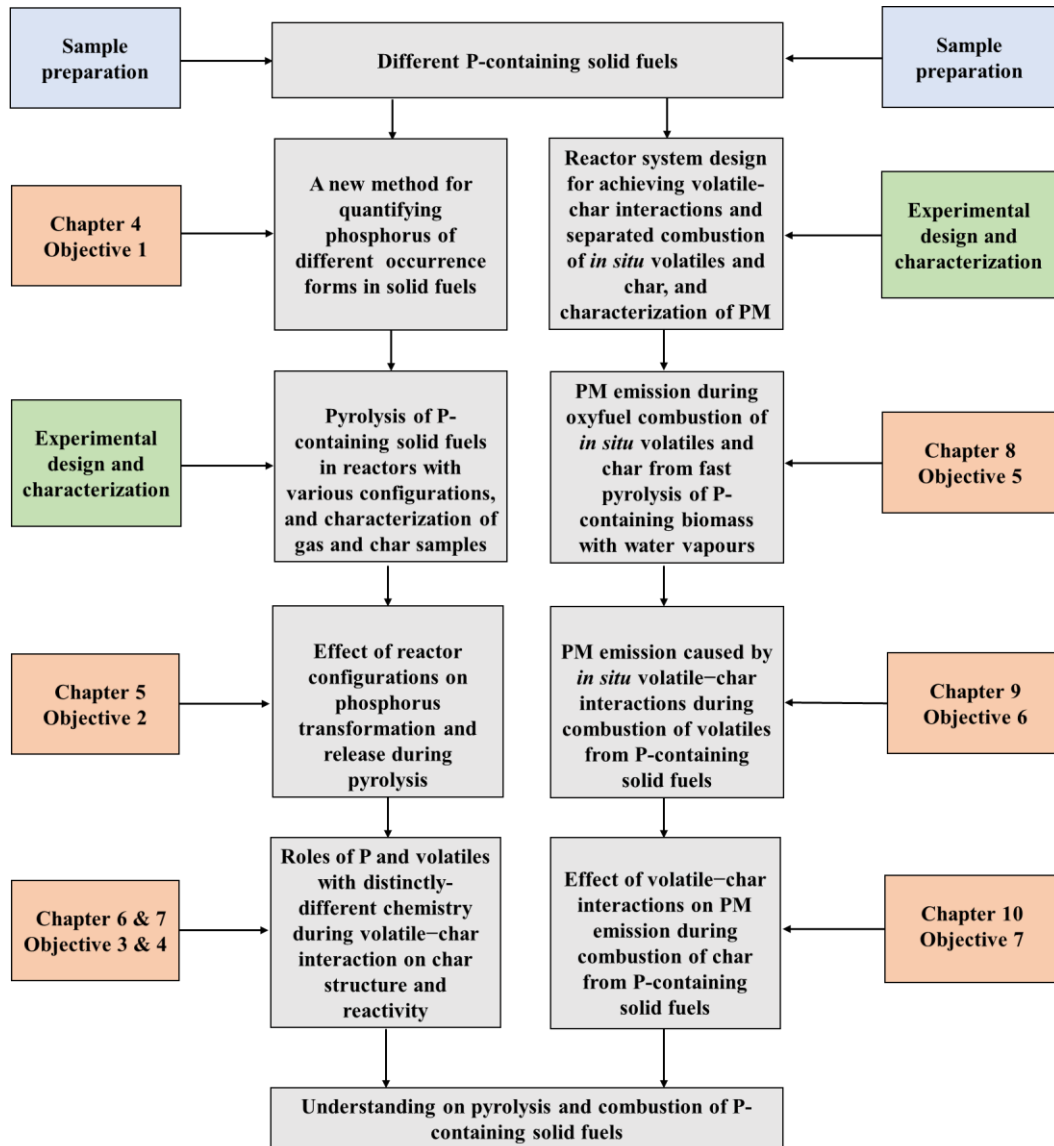 Sample
preparation
Different P-containing solid fuels
Sample
preparation
Chapter 4
Objective 1
A new method for
quantifying
phosphorus of
different occurrence
forms in solid fuels
Reactor system design
for achieving volatile-
char interactions and
separated combustion
of in situ volatiles and
char, and
characterization of PM
Experimental
design and
characterization
Experimental
design and
characterization
Pyrolysis of P-
containing solid fuels
in reactors with
various configurations,
and characterization of
gas and char samples
PM emission during
oxyfuel combustion of
in situ volatiles and
char from fast
pyrolysis of P-
containing biomass
with water vapours
Chapter 8
Objective 5
Chapter 5
Objective 2
Effect of reactor
configurations on
phosphorus
transformation and
release during
pyrolysis
PM emission caused by
in situ volatile−char
interactions during
combustion of volatiles
from P-containing
solid fuels
Chapter 9
Objective 6
Chapter 6 & 7
Objective 3 & 4
Roles of P and volatiles
with distinctly-
different chemistry
during volatile−char
interaction on char
structure and
reactivity
Effect of volatile−char
interactions on PM
emission during
combustion of char
from P-containing
solid fuels
Chapter 10
Objective 7
Understanding on pyrolysis and combustion of P-
containing solid fuels